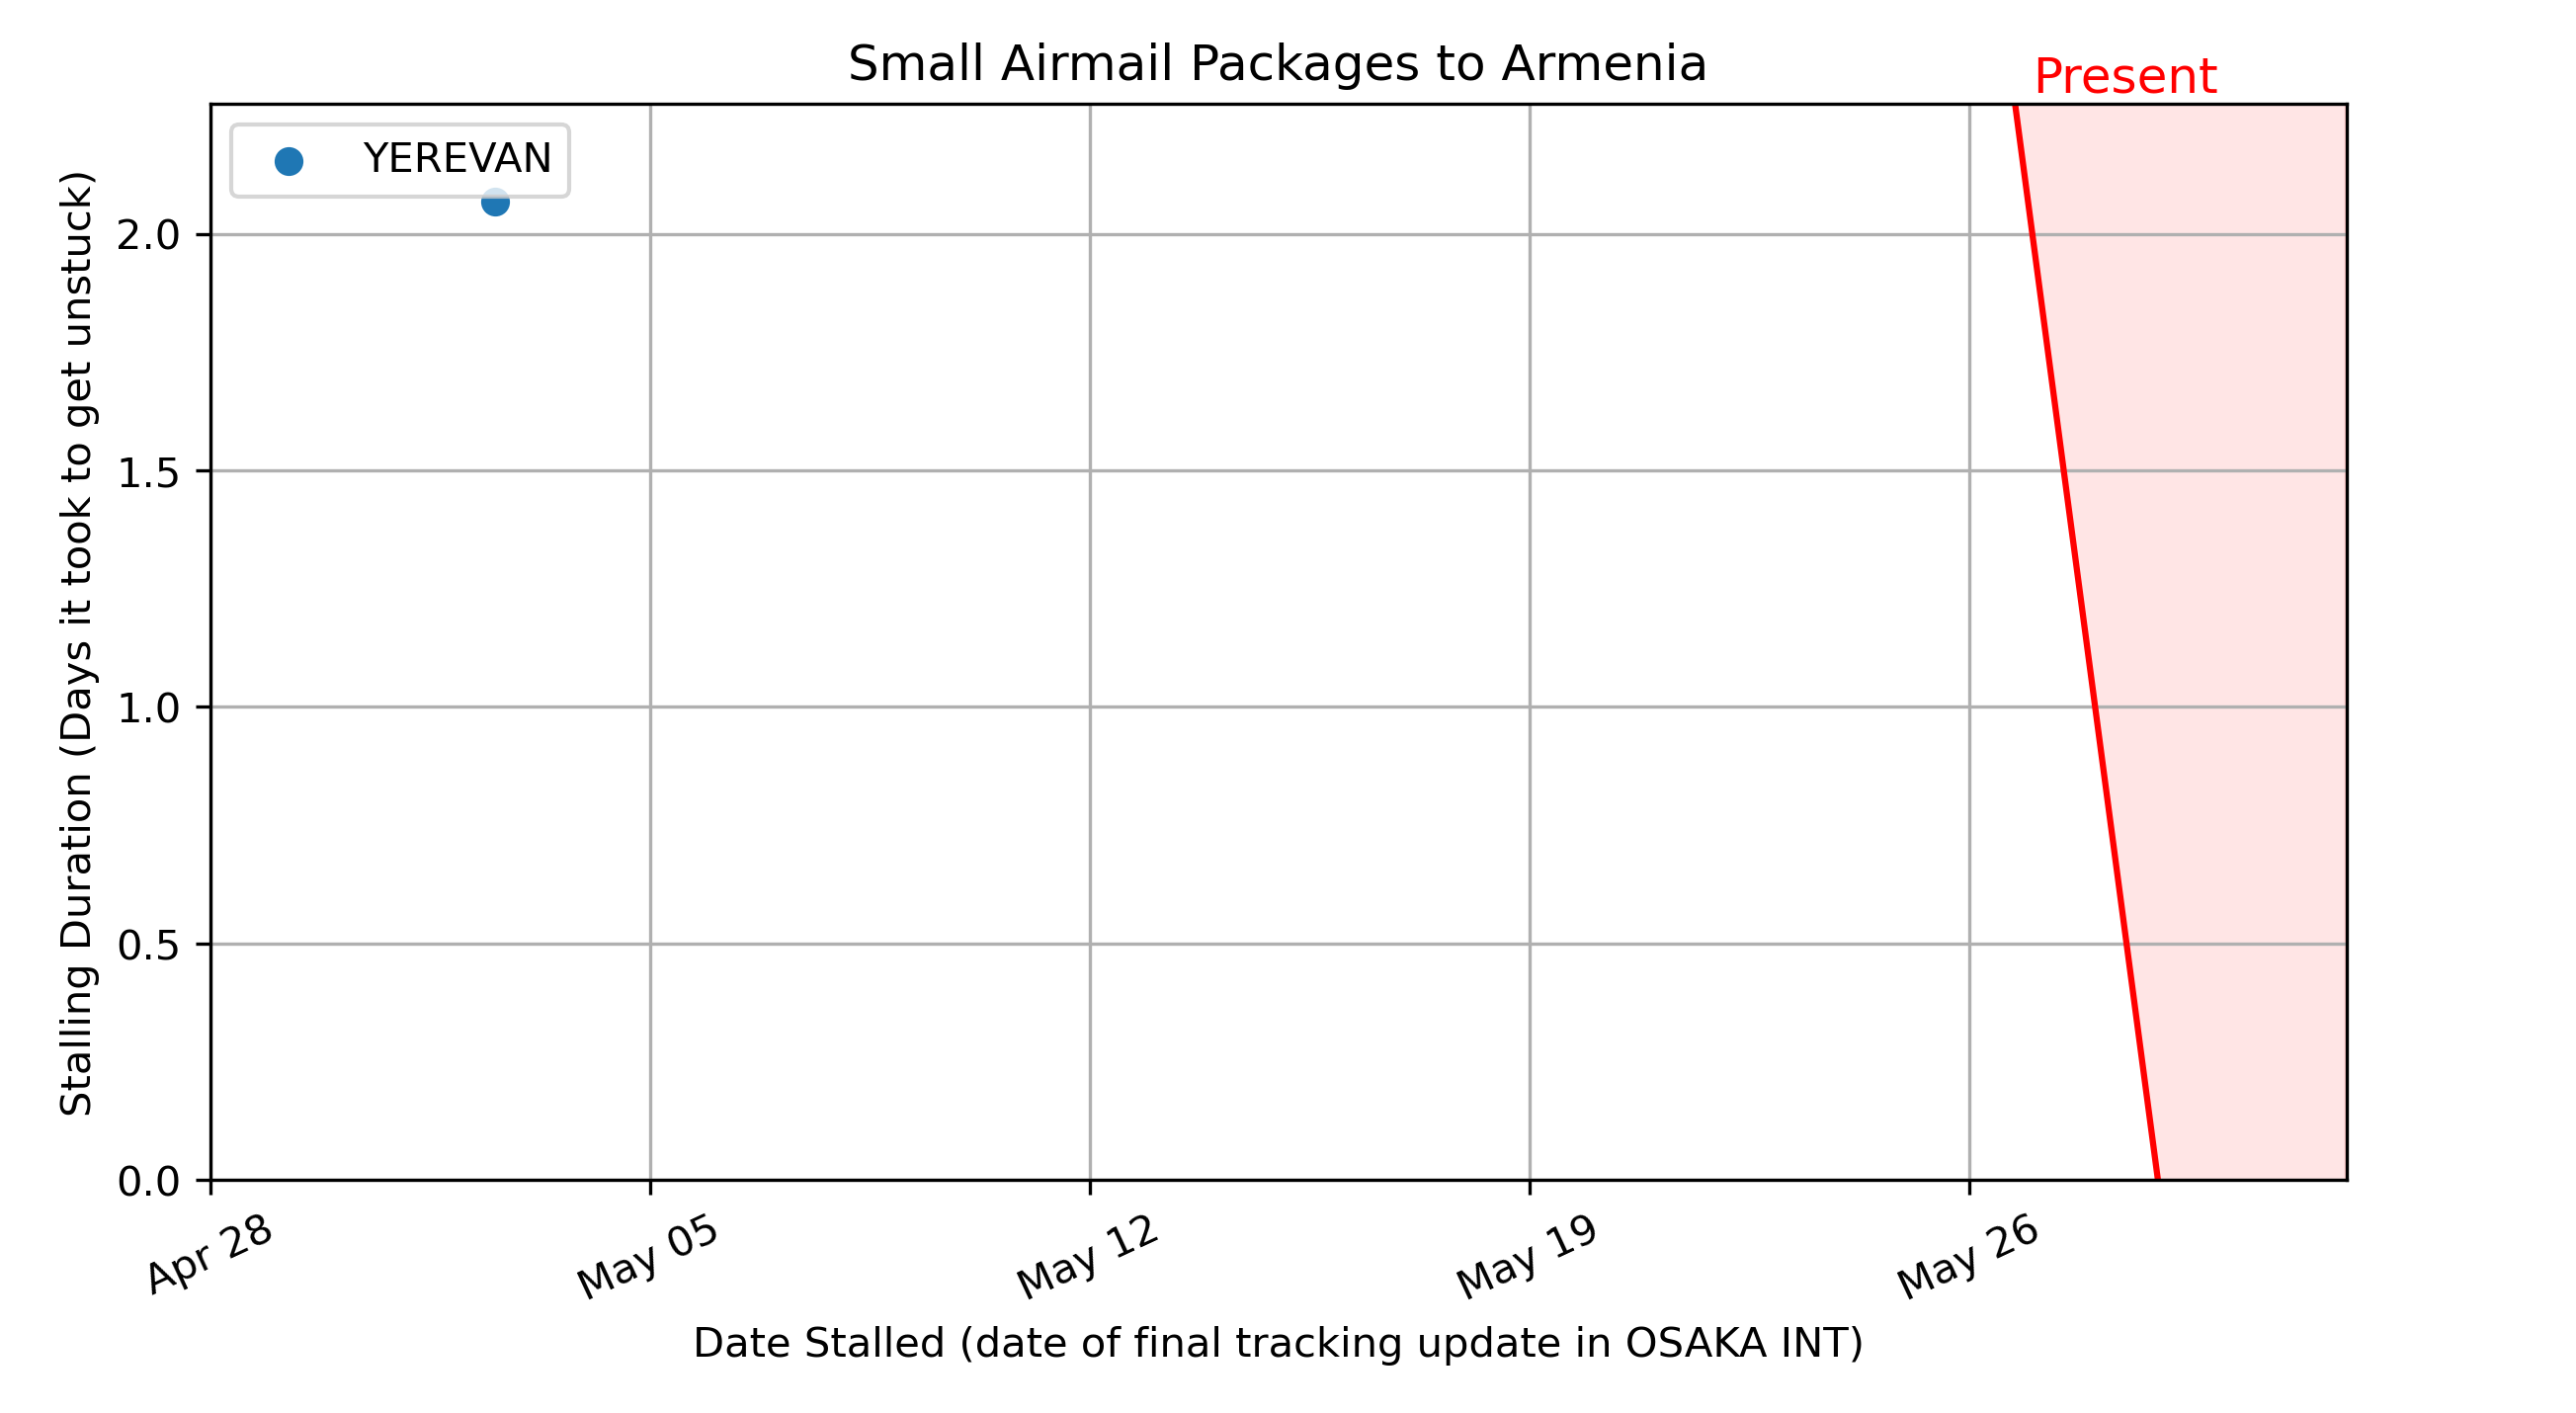 Small Airmail Packages to Armenia
Present
YEREVAN
Stalling Duration (Days it took to get unstuck)
2.0
1.5
1.0
0.5
0.0
Apr 28
May 05
May 12
May 19
May 26
Date Stalled (date of final tracking update in OSAKA INT)